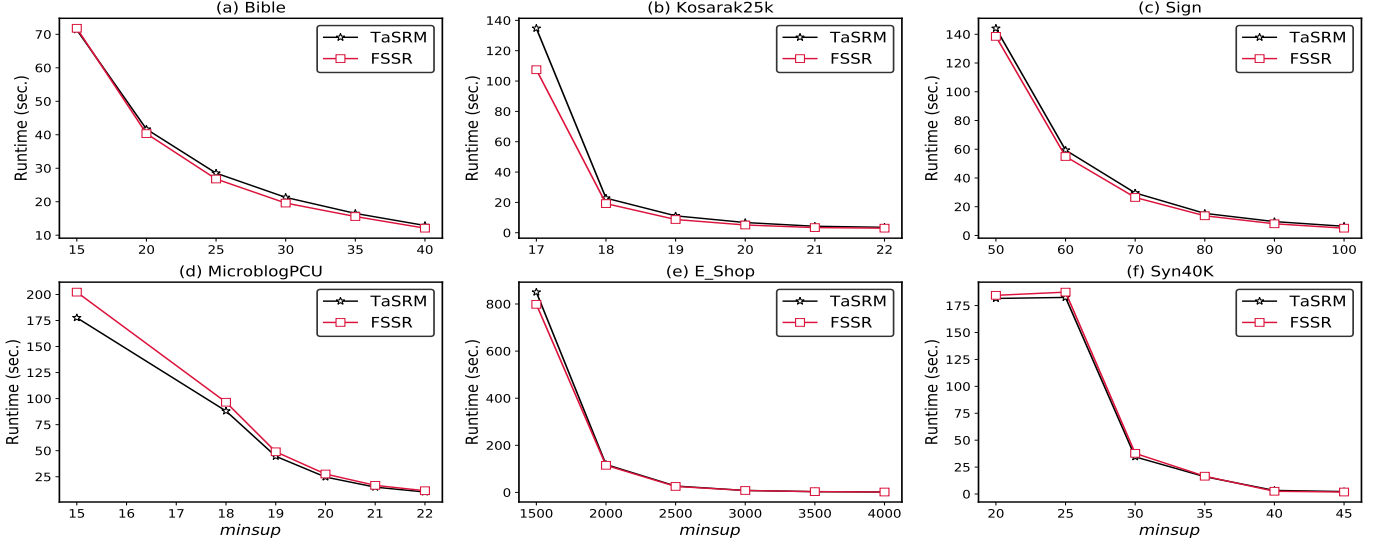 (a) Bible
Runtime (sec.)
70
60
50
40
30
20
10
15 20 25 30 35 40
TaSRM
FSSR
(b) Kosarak25k
Runtime (sec.)
140
120
100
80
60
40
20
0
17 18 19 20 21 22
TaSRM
FSSR
(c) Sign
Runtime (sec.)
140
120
100
80
60
40
20
0
50 60 70 80 90 100
TaSRM
FSSR
(d) MicroblogPCU
Runtime (sec.)
200
175
150
125
100
75
50
25
15 16 17 18 19 20 21 22
minsup
TaSRM
FSSR
(e) E_Shop
Runtime (sec.)
800
600
400
200
0
1500 2000 2500 3000 3500 4000
minsup
TaSRM
FSSR
(f) Syn40K
Runtime (sec.)
175
150
125
100
75
50
25
0
20 25 30 35 40 45
minsup
TaSRM
FSSR